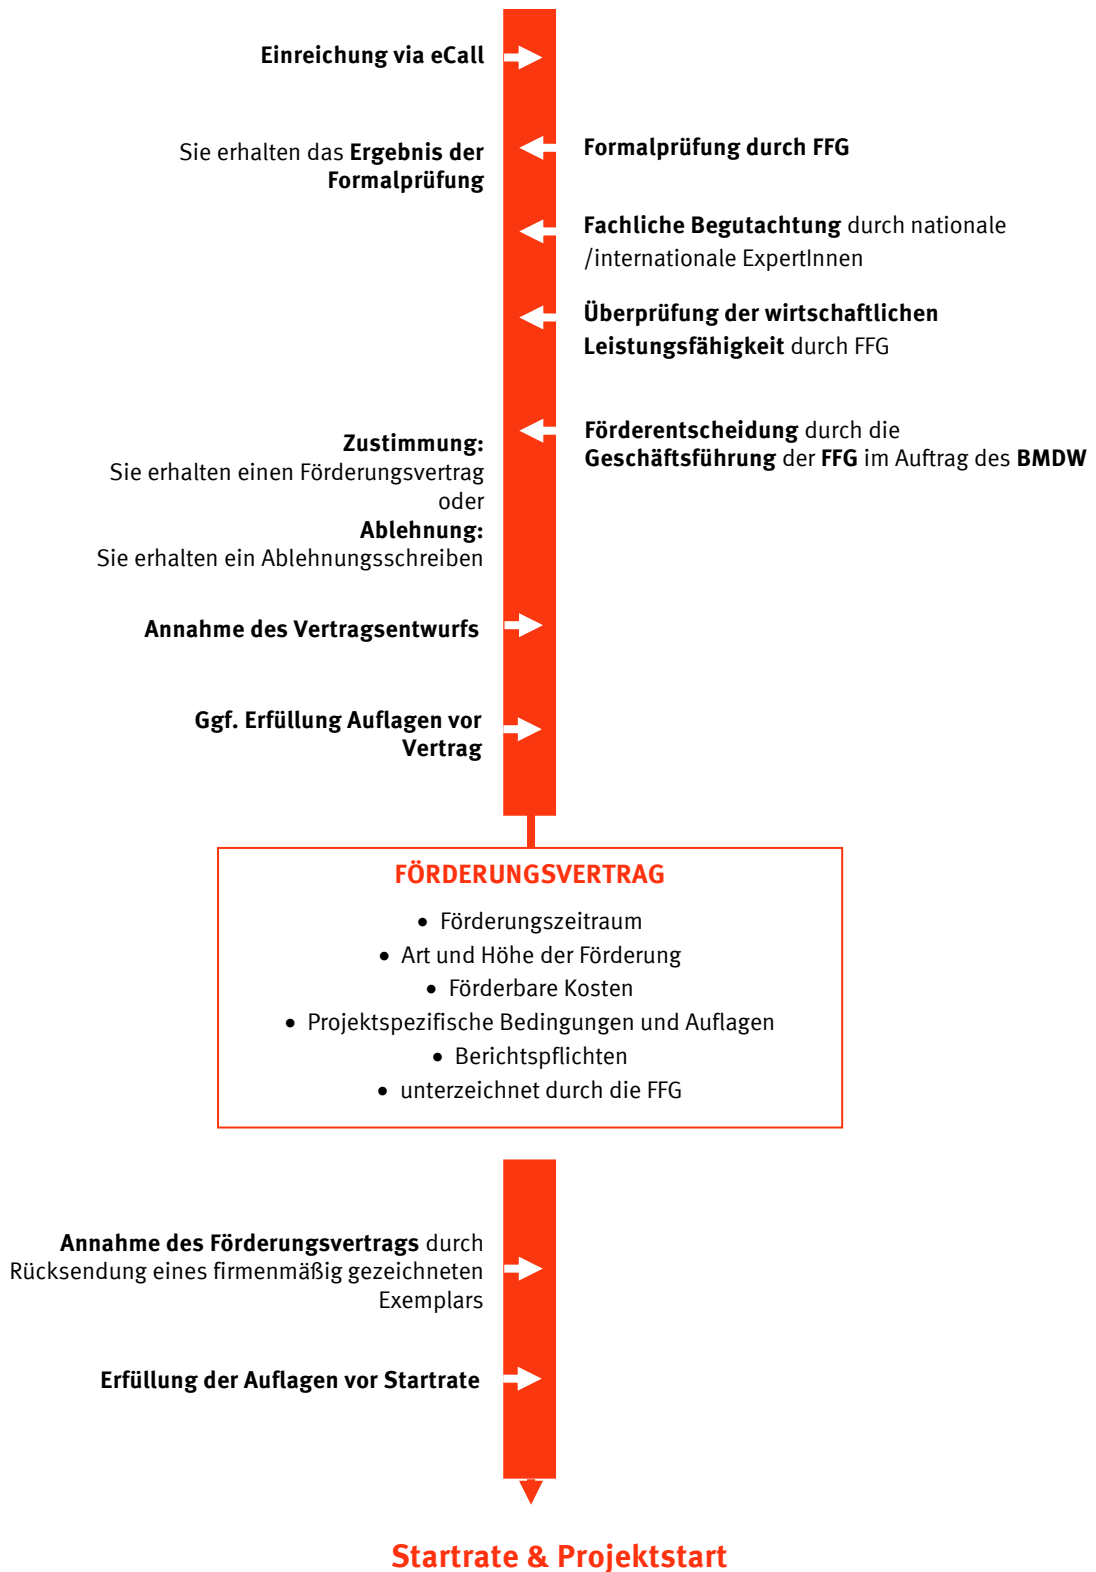 Einreichung via eCall
Sie erhalten das Ergebnis der
Formalprüfung
Formalprüfung durch FFG
Fachliche Begutachtung durch nationale
/internationale ExpertInnen
Überprüfung der wirtschaftlichen
Leistungsfähigkeit durch FFG
Förderentscheidung durch die
Geschäftsführung der FFG im Auftrag des BMDW
Zustimmung:
Sie erhalten einen Förderungsvertrag
oder
Ablehnung:
Sie erhalten ein Ablehnungsschreiben
Annahme des Vertragsentwurfs
Ggf. Erfüllung Auflagen vor
Vertrag
FÖRDERUNGSVERTRAG
• Förderungszeitraum
• Art und Höhe der Förderung
• Förderbare Kosten
• Projektspezifische Bedingungen und Auflagen
• Berichtspflichten
• unterzeichnet durch die FFG
Annahme des Förderungsvertrags durch
Rücksendung eines firmenmäßig gezeichneten
Exemplars
Erfüllung der Auflagen vor Startrate
Startrate & Projektstart